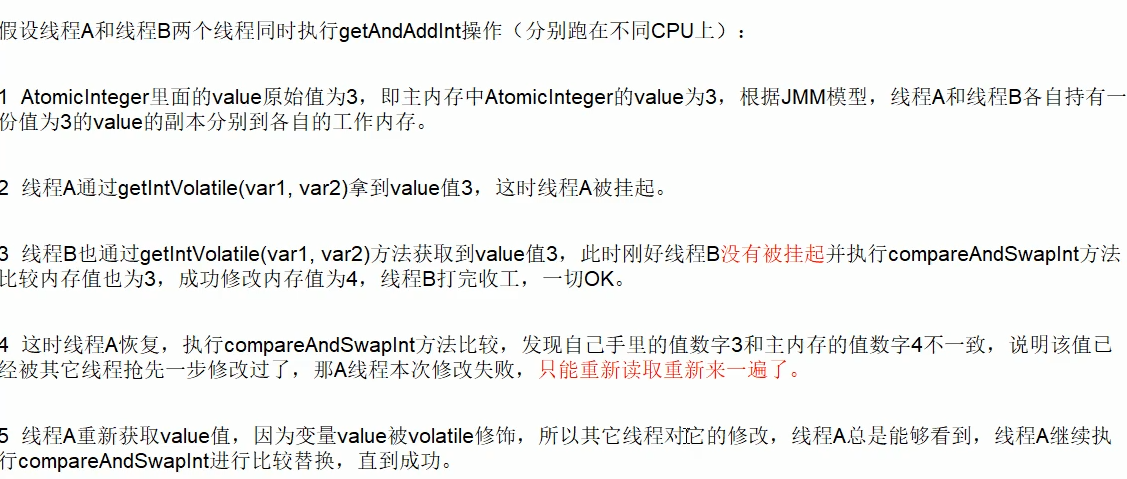 假设线程A和线程B两个线程同时执行getAndAddInt操作（分别跑在不同CPU上）：
1 AtomicInteger里面的value原始值为3，即主内存中AtomicInteger的value为3，根据JMM模型，线程A和线程B各自持有一
份值为3的value的副本分别到各自的工作内存。
2 线程A通过getIntVolatile(var1, var2)拿到value值3，这时线程A被挂起。
3 线程B也通过getIntVolatile(var1, var2)方法获取到value值3，此时刚好线程B没有被挂起并执行compareAndSwapInt方法
比较内存值也为3，成功修改内存值为4，线程B打完收工，一切OK。
4 这时线程A恢复，执行compareAndSwapInt方法比较，发现自己手里的值数字3和主内存的值数字4不一致，说明该值已
经被其它线程抢先一步修改过了，那A线程本次修改失败，只能重新读取重新来一遍了。
5 线程A重新获取value值，因为变量value被volatile修饰，所以其它线程对它的修改，线程A总是能够看到，线程A继续执
行compareAndSwapInt进行比较替换，直到成功。